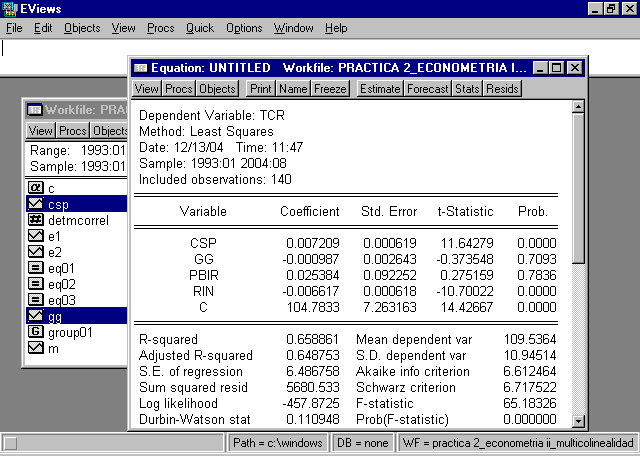 EViews
File Edit Objects View Procs Quick Options Window Help
Equation: UNTITLED Workfile: PRACTICA 2_ECONOMETRIA I...
View Procs Objects Print Name Freeze Estimate Forecast Stats Resids
Dependent Variable: TCR
Method: Least Squares
Date: 12/13/04 Time: 11:47
Sample: 1993:01 2004:08
Included observations: 140
Variable Coefficient Std. Error t-Statistic Prob.
CSP 0.007209 0.000619 11.64279 0.0000
GG -0.000987 0.002643 -0.373548 0.7093
PBIR 0.025384 0.092252 0.275159 0.7836
RIN -0.006617 0.000618 -10.70022 0.0000
C 104.7833 7.263163 14.42667 0.0000
R-squared 0.658861 Mean dependent var 109.5364
Adjusted R-squared 0.648753 S.D. dependent var 10.94514
S.E. of regression 6.486758 Akaike info criterion 6.612464
Sum squared resid 5680.533 Schwarz criterion 6.717522
Log likelihood -457.8725 F-statistic 65.18326
Durbin-Watson stat 0.110948 Prob(F-statistic) 0.000000
Workfile: PRA
View Procs Objects
Range: 1993:01
Sample: 1993:01
α c
csp
detmcorrel
e1
e2
eq01
eq02
eq03
gg
G group01
m
Path = c:\windows DB = none WF = practica 2_econometria ii_multicolinealidad